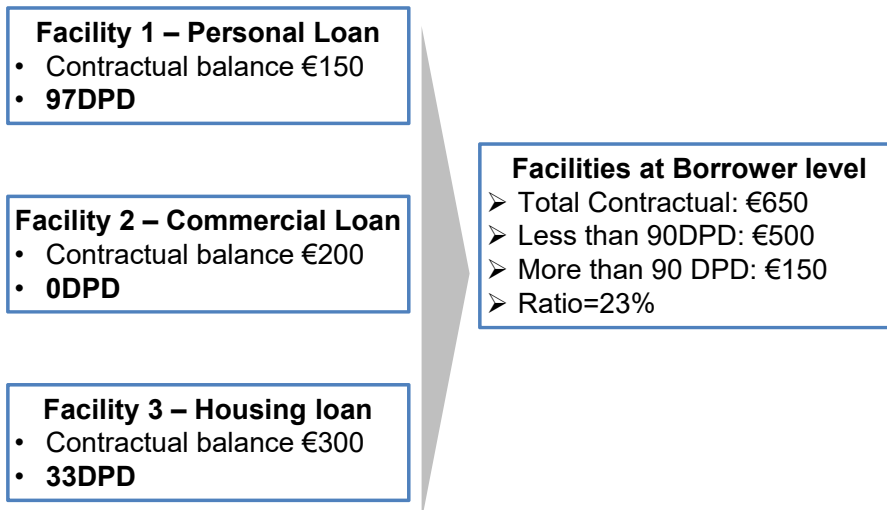 Facility 1 – Personal Loan
• Contractual balance €150
• 97DPD
Facility 2 – Commercial Loan
• Contractual balance €200
• 0DPD
Facility 3 – Housing loan
• Contractual balance €300
• 33DPD
Facilities at Borrower level
➢ Total Contractual: €650
➢ Less than 90DPD: €500
➢ More than 90 DPD: €150
➢ Ratio=23%